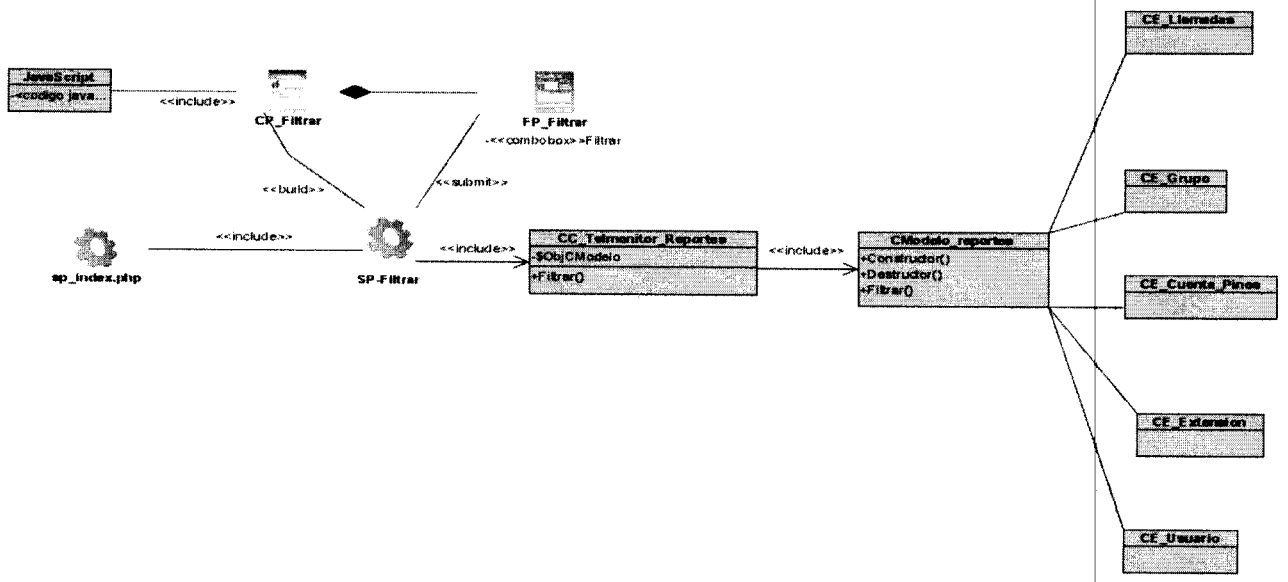 CE_Llamadas
JavaScript
<codigo java...
<<include>>
CP_Filtrar
FP_Filtrar
-<<combobox>>Filtrar
<<build>>
<<submit>>
CE_Grupo
sp_index.php
<<include>>
SP-Filtrar
<<include>>
CC_Telmonitor_Reportes
-$ObjCModelo
+Filtrar()
<<include>>
CModelo_reportes
+Constructor()
+Destructor()
+Filtrar()
CE_Cuenta_Pines
CE_Extension
CE_Usuario